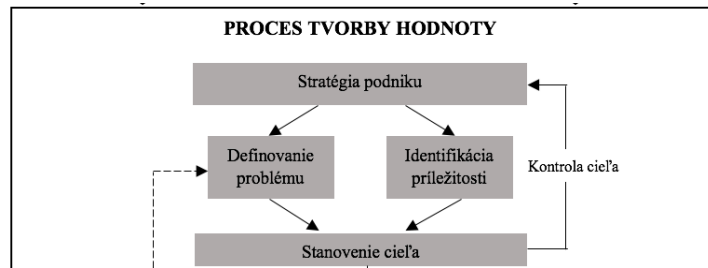 PROCES TVORBY HODNOTY
Stratégia podniku
Definovanie
problému
Identifikácia
príležitosti
Kontrola cieľa
Stanovenie cieľa